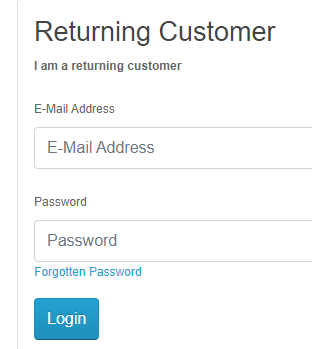 Returning Customer
I am a returning customer
E-Mail Address
E-Mail Address
Password
Password
Forgotten Password
Login